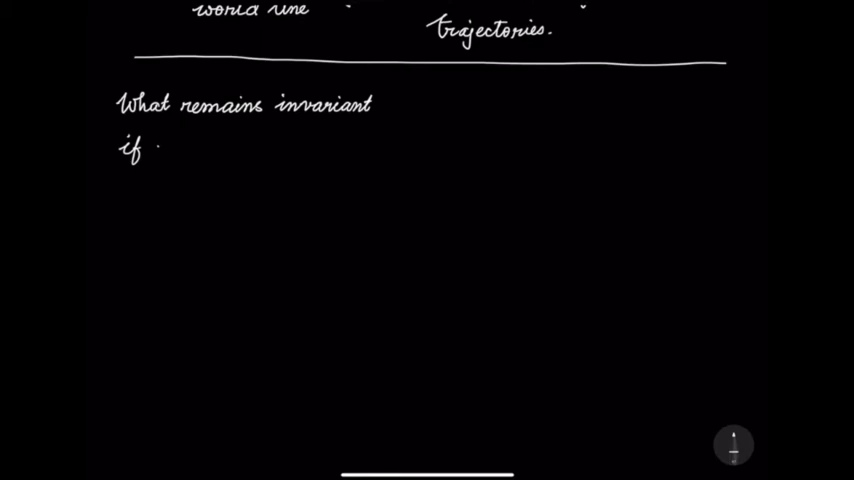 world line
trajectories.
What remains invariant
if